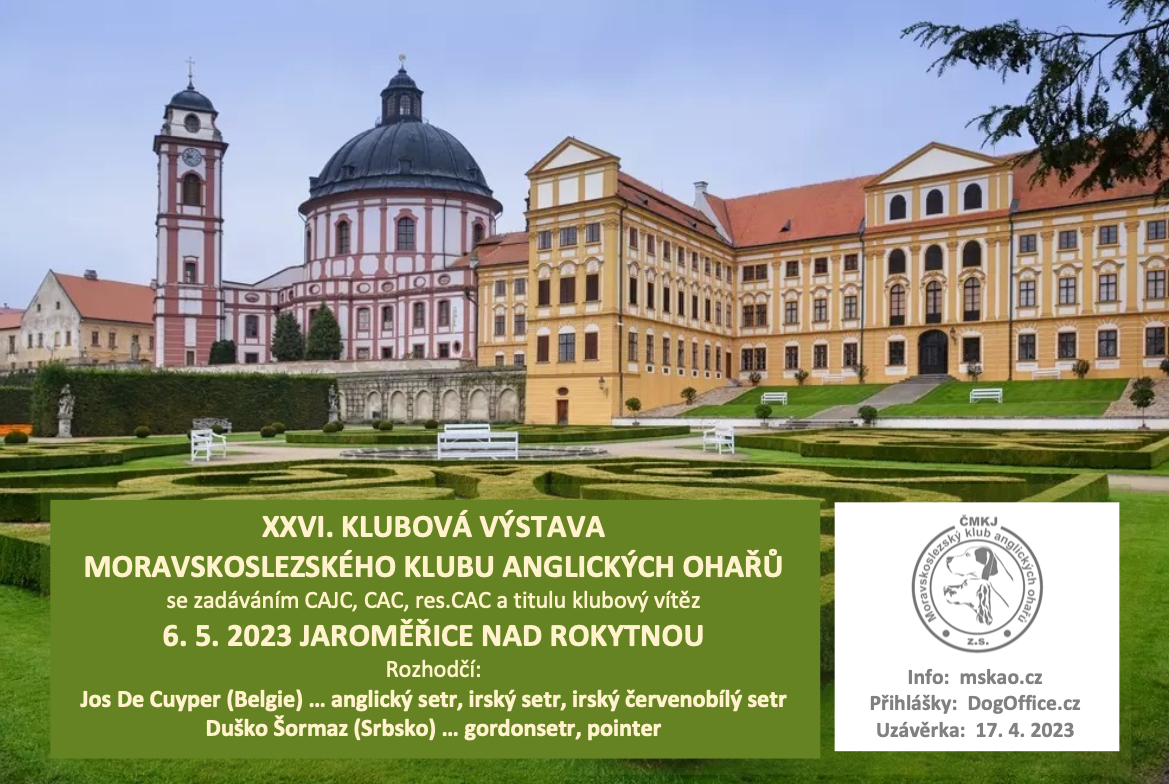 XXVI. KLUBOVÁ VÝSTAVA
MORAVSKOSLEZSKÉHO KLUBU ANGLICKÝCH OHAŘŮ
se zadáváním CAJC, CAC, res.CAC a titulu klubový vítěz
6. 5. 2023 JAROMĚŘICE NAD ROKYTNOU
Rozhodčí:
Jos De Cuyper (Belgie) … anglický setr, irský setr, irský červenobílý setr
Duško Šormaz (Srbsko) … gordonsetr, pointer
ČMKJ
Moravskoslezský klub anglických ohařů
z.s.
Info: mskao.cz
Přihlášky: DogOffice.cz
Uzávěrka: 17. 4. 2023